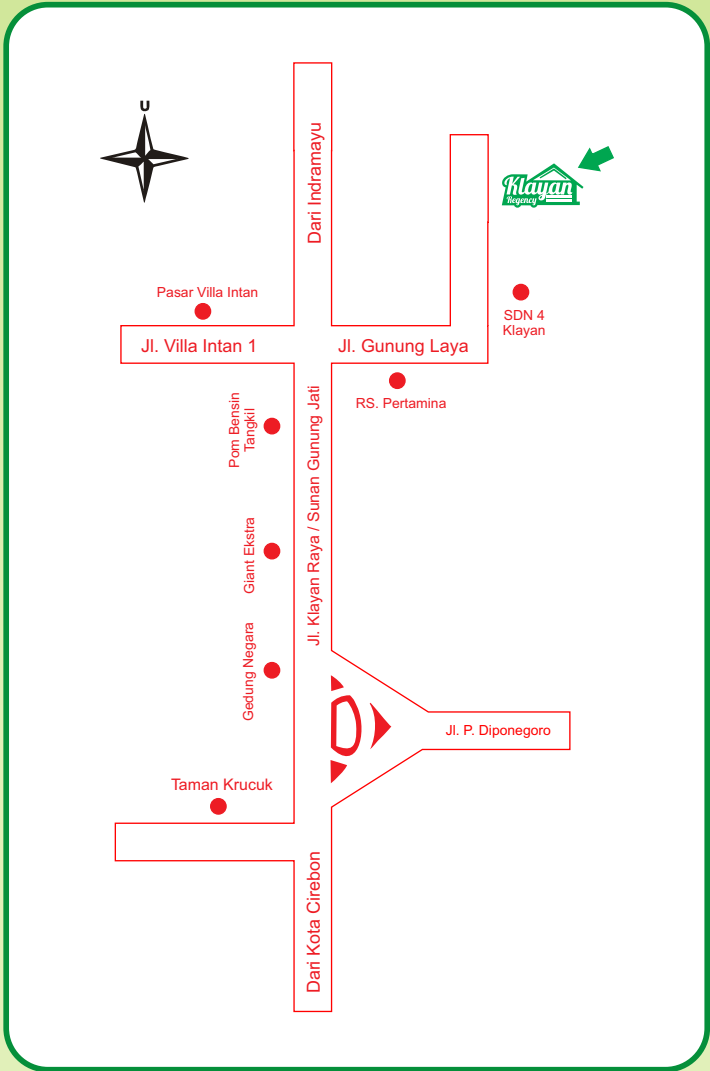 U
Dari Indramayu
Klayan
Regency
Pasar Villa Intan
SDN 4
Klayan
Jl. Villa Intan 1
Jl. Gunung Laya
RS. Pertamina
Pom Bensin
Tangkil
Jl. Klayan Raya / Sunan Gunung Jati
Giant Ekstra
Gedung Negara
Jl. P. Diponegoro
Taman Krucuk
Dari Kota Cirebon